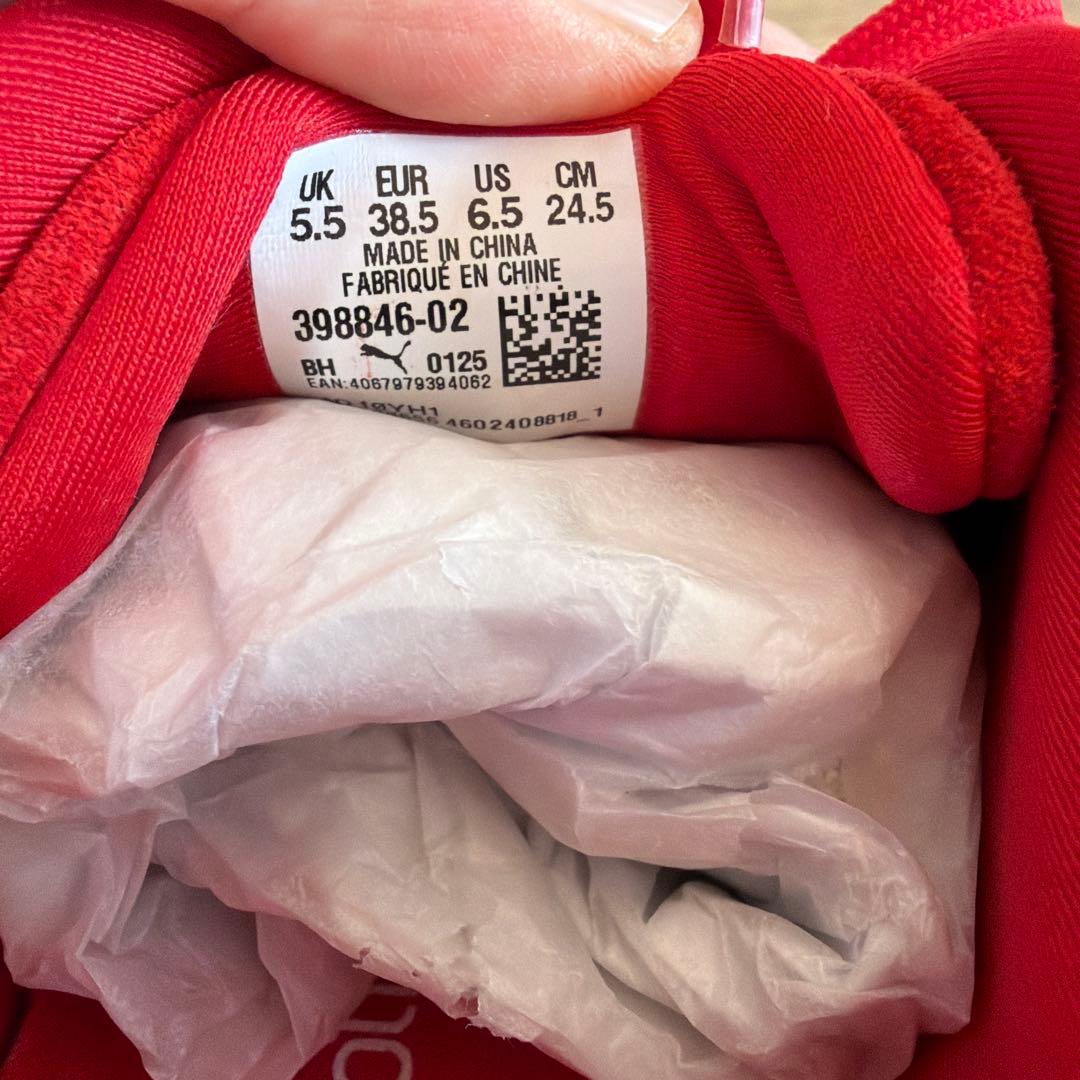 UK EUR US CM
5.5 38.5 6.5 24.5
MADE IN CHINA
FABRIQUÉ EN CHINE
398846-02
BH 0125
EAN:4067979394062
4602408818_1